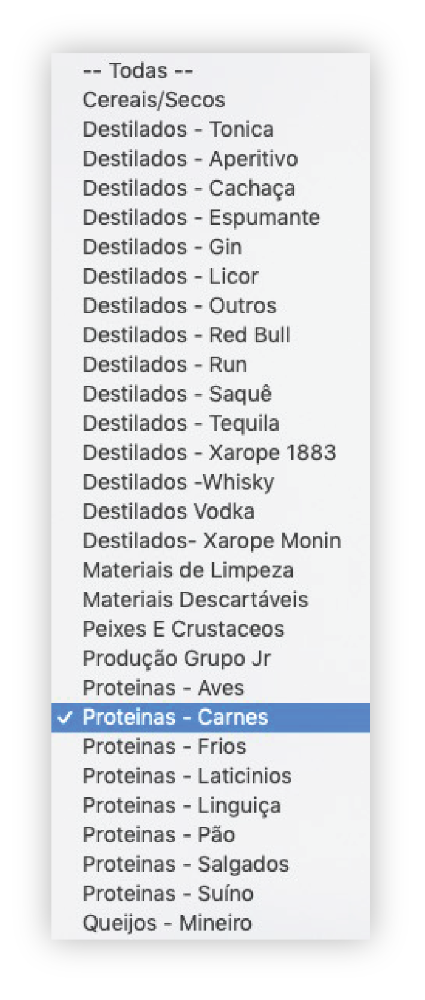 -- Todas --
Cereais/Secos
Destilados - Tonica
Destilados - Aperitivo
Destilados - Cachaça
Destilados - Espumante
Destilados - Gin
Destilados - Licor
Destilados - Outros
Destilados - Red Bull
Destilados - Run
Destilados - Saquê
Destilados - Tequila
Destilados - Xarope 1883
Destilados -Whisky
Destilados Vodka
Destilados- Xarope Monin
Materiais de Limpeza
Materiais Descartáveis
Peixes E Crustaceos
Produção Grupo Jr
Proteinas - Aves
✓ Proteinas - Carnes
Proteinas - Frios
Proteinas - Laticinios
Proteinas - Linguiça
Proteinas - Pão
Proteinas - Salgados
Proteinas - Suíno
Queijos - Mineiro